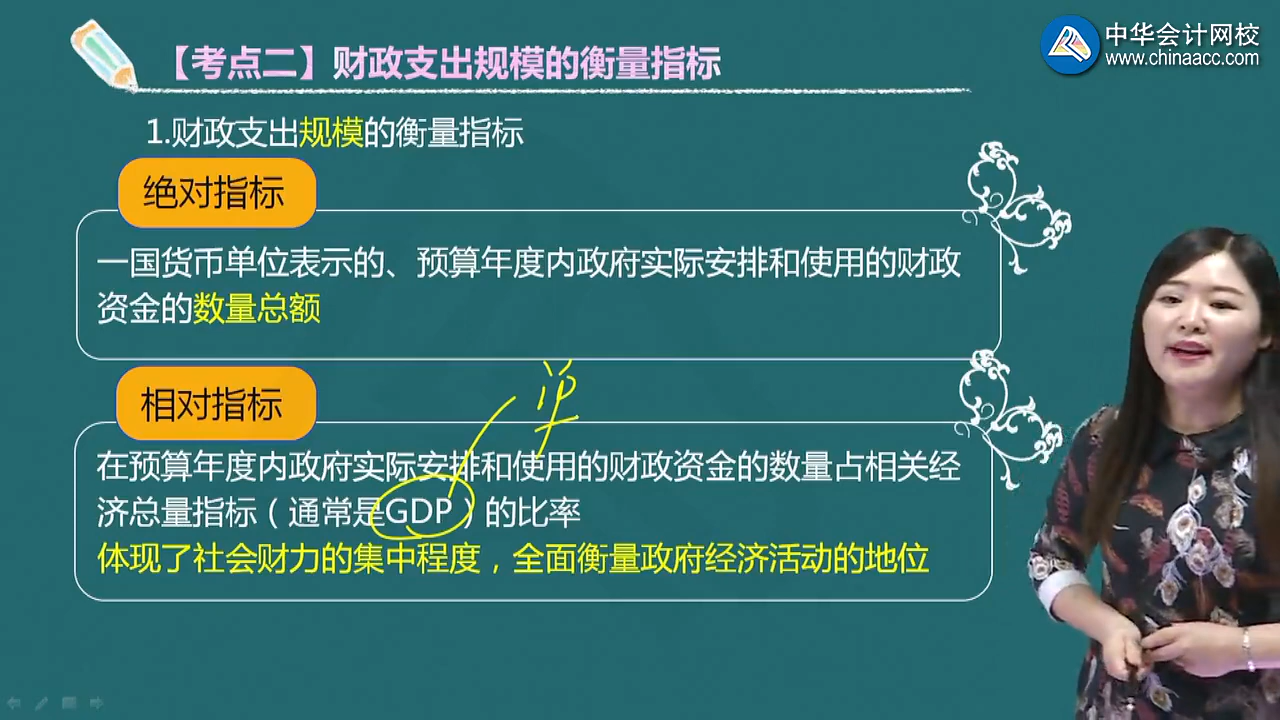 中华会计网校
www.chinaacc.com
【考点二】财政支出规模的衡量指标
1.财政支出规模的衡量指标
绝对指标
一国货币单位表示的、预算年度内政府实际安排和使用的财政
资金的数量总额
相对指标
在预算年度内政府实际安排和使用的财政资金的数量占相关经
济总量指标（通常是GDP）的比率
体现了社会财力的集中程度，全面衡量政府经济活动的地位